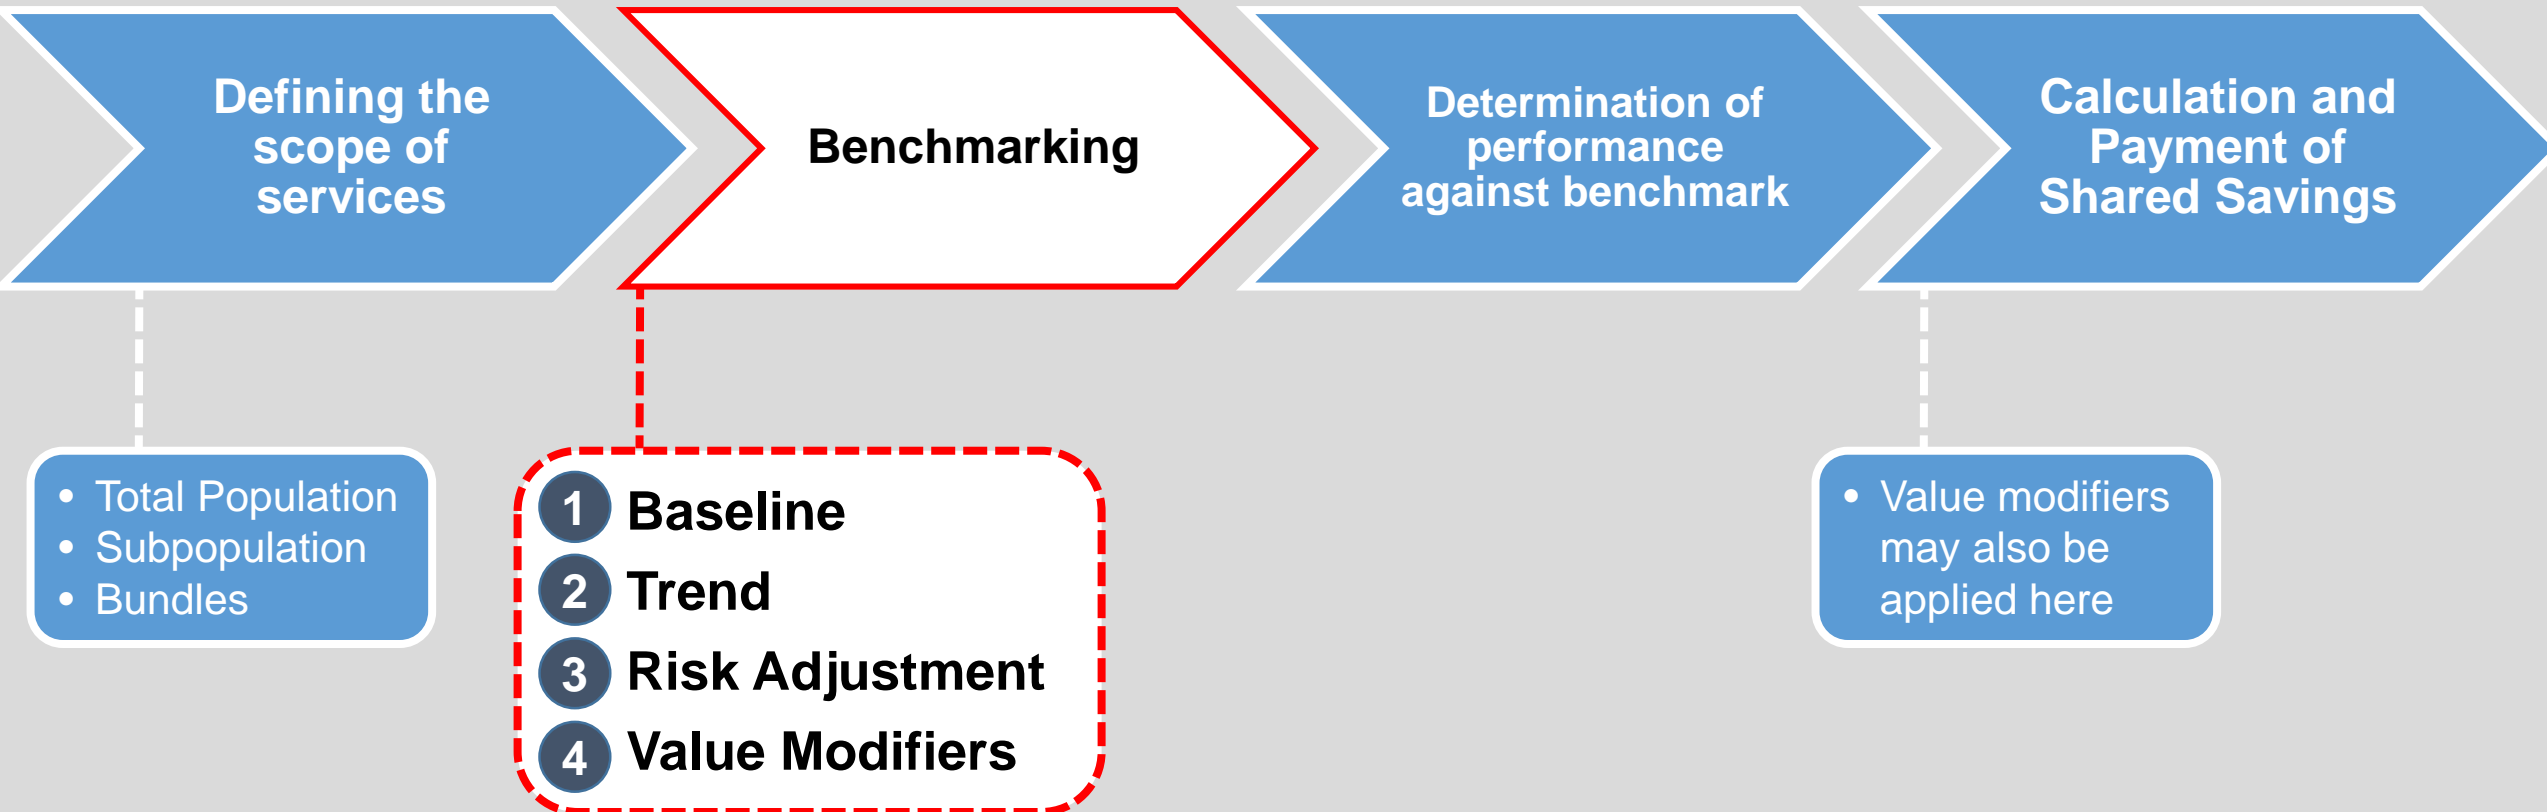 Defining the
scope of
services
Benchmarking
Determination of
performance
against benchmark
Calculation and
Payment of
Shared Savings
• Total Population
• Subpopulation
• Bundles
1 Baseline
2 Trend
3 Risk Adjustment
4 Value Modifiers
• Value modifiers
may also be
applied here